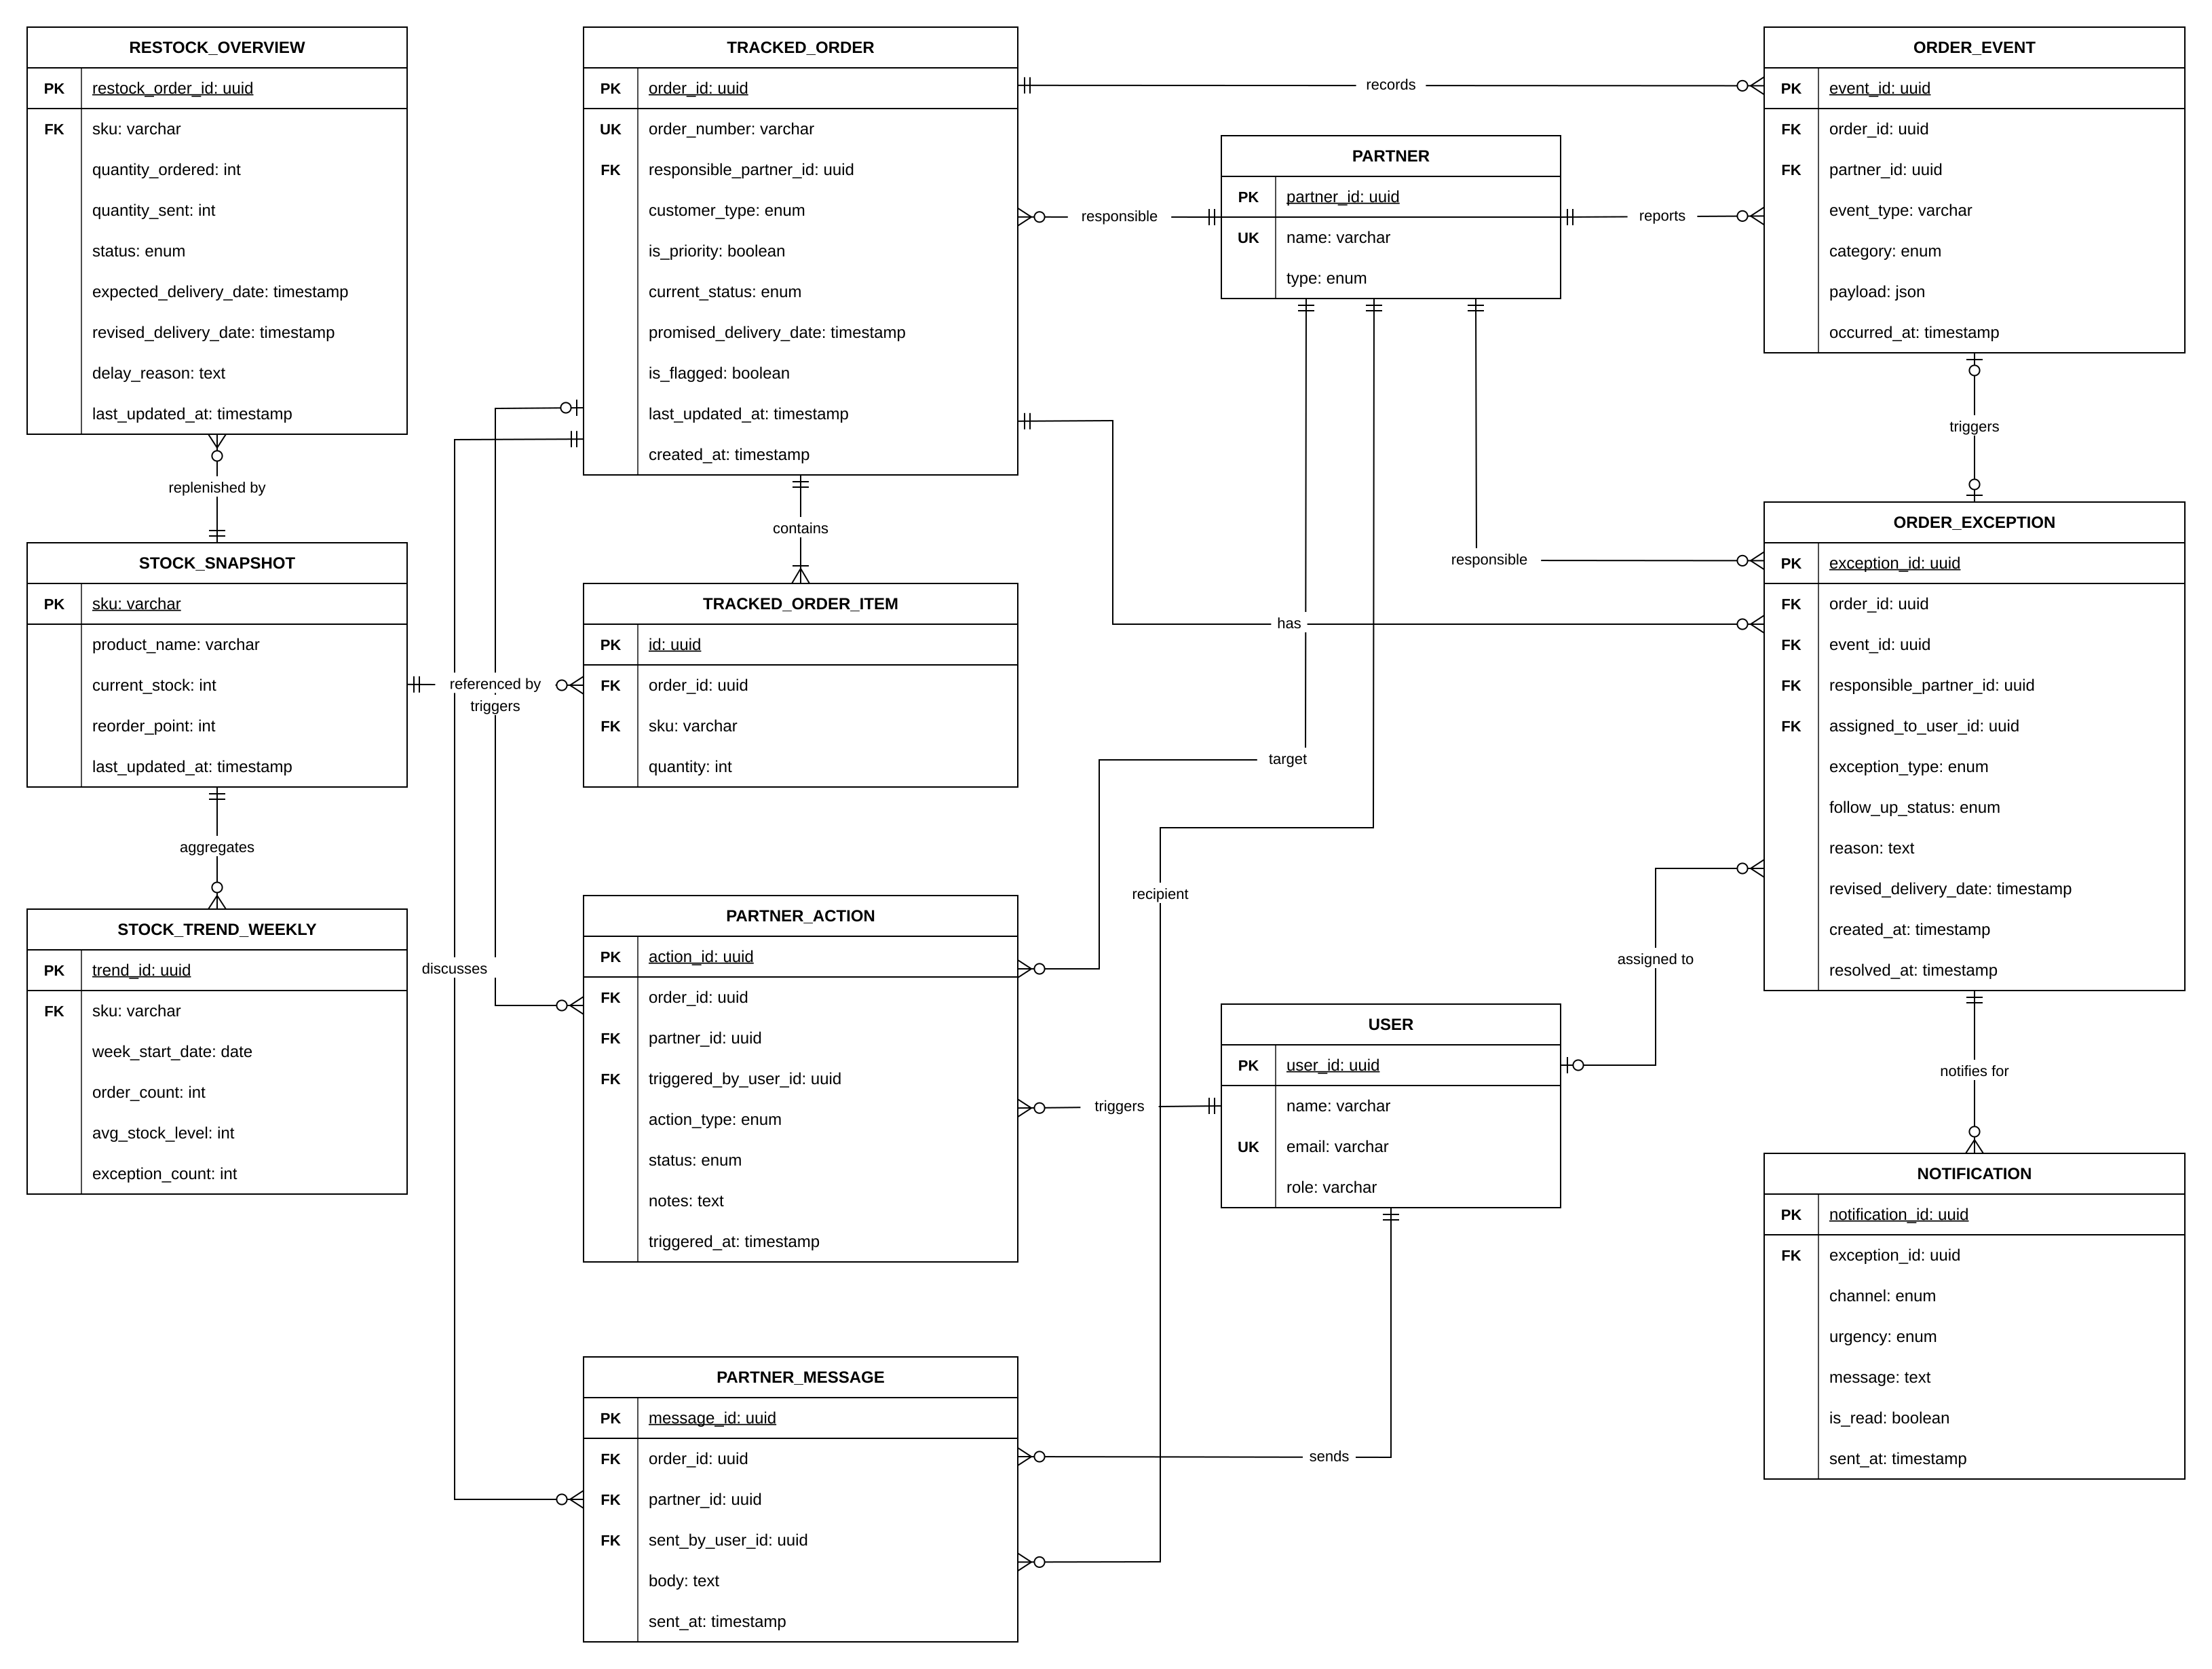 RESTOCK_OVERVIEW
PK restock_order_id: uuid
FK sku: varchar
quantity_ordered: int
quantity_sent: int
status: enum
expected_delivery_date: timestamp
revised_delivery_date: timestamp
delay_reason: text
last_updated_at: timestamp
replenished by
STOCK_SNAPSHOT
PK sku: varchar
product_name: varchar
current_stock: int
reorder_point: int
last_updated_at: timestamp
aggregates
STOCK_TREND_WEEKLY
PK trend_id: uuid
FK sku: varchar
week_start_date: date
order_count: int
avg_stock_level: int
exception_count: int
referenced by
triggers
discusses
TRACKED_ORDER
PK order_id: uuid
UK order_number: varchar
FK responsible_partner_id: uuid
customer_type: enum
is_priority: boolean
current_status: enum
promised_delivery_date: timestamp
is_flagged: boolean
last_updated_at: timestamp
created_at: timestamp
contains
TRACKED_ORDER_ITEM
PK id: uuid
FK order_id: uuid
FK sku: varchar
quantity: int
PARTNER_ACTION
PK action_id: uuid
FK order_id: uuid
FK partner_id: uuid
FK triggered_by_user_id: uuid
action_type: enum
status: enum
notes: text
triggered_at: timestamp
PARTNER_MESSAGE
PK message_id: uuid
FK order_id: uuid
FK partner_id: uuid
FK sent_by_user_id: uuid
body: text
sent_at: timestamp
records
responsible
PARTNER
PK partner_id: uuid
UK name: varchar
type: enum
reports
responsible
has
target
recipient
assigned to
triggers
USER
PK user_id: uuid
name: varchar
UK email: varchar
role: varchar
sends
ORDER_EVENT
PK event_id: uuid
FK order_id: uuid
FK partner_id: uuid
event_type: varchar
category: enum
payload: json
occurred_at: timestamp
triggers
ORDER_EXCEPTION
PK exception_id: uuid
FK order_id: uuid
FK event_id: uuid
FK responsible_partner_id: uuid
FK assigned_to_user_id: uuid
exception_type: enum
follow_up_status: enum
reason: text
revised_delivery_date: timestamp
created_at: timestamp
resolved_at: timestamp
notifies for
NOTIFICATION
PK notification_id: uuid
FK exception_id: uuid
channel: enum
urgency: enum
message: text
is_read: boolean
sent_at: timestamp